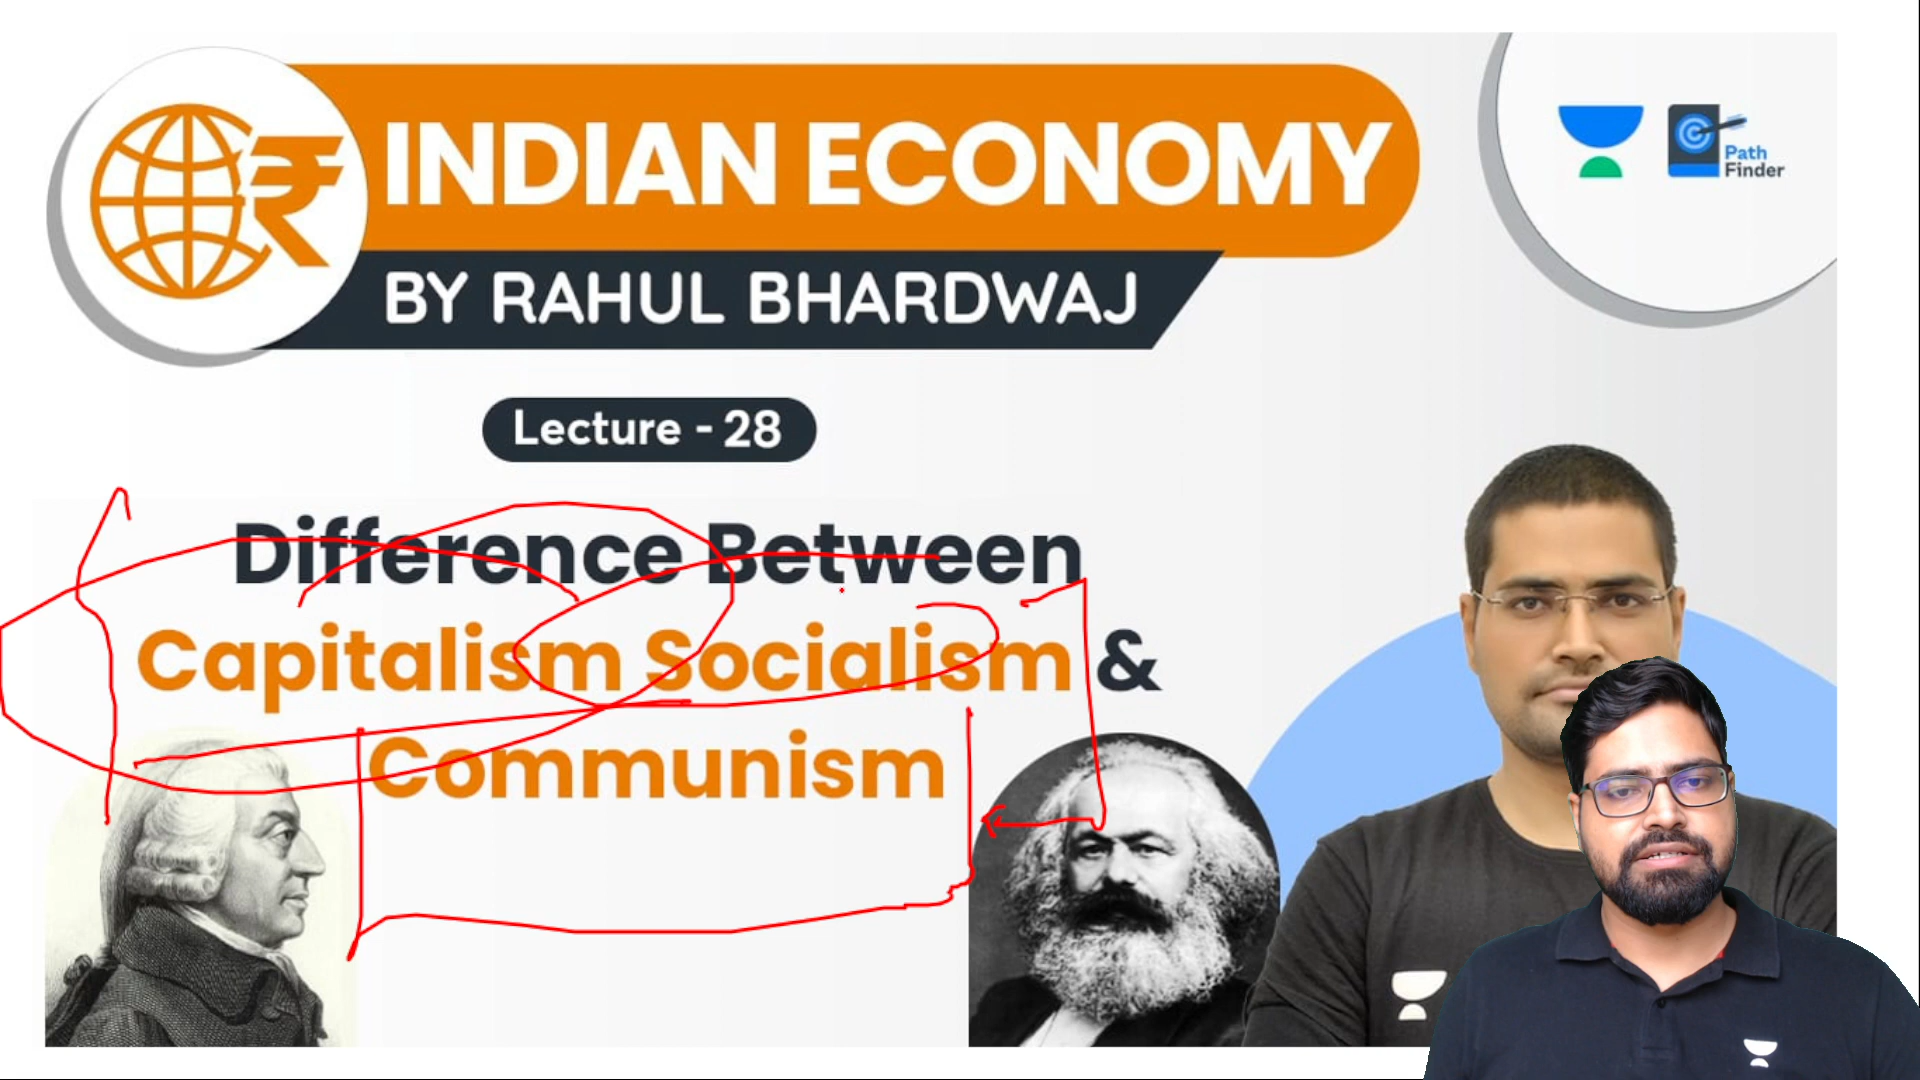 INDIAN ECONOMY
BY RAHUL BHARDWAJ
Path
Finder
Lecture - 28
Difference Between
Capitalism Socialism &
Communism